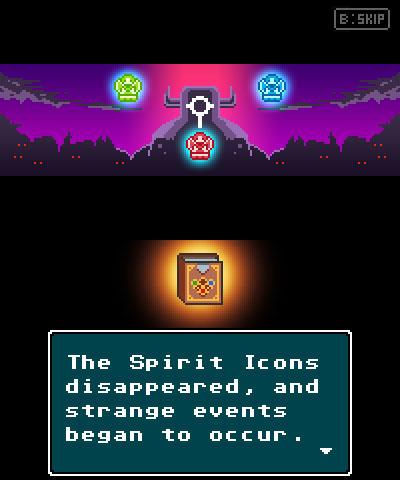 B:SKIP
The Spirit Icons
disappeared, and
strange events
began to occur.